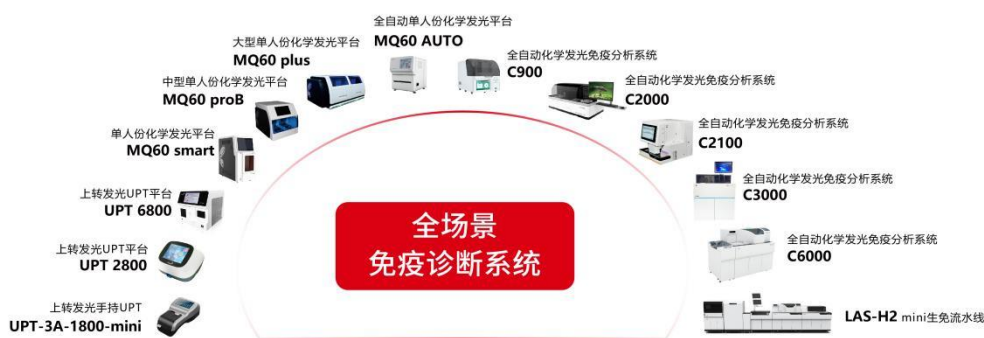 全自动单人份化学发光平台
MQ60 AUTO
大型单人份化学发光平台
MQ60 plus
中型单人份化学发光平台
MQ60 proB
单人份化学发光平台
MQ60 smart
上转发光UPT平台
UPT 6800
上转发光UPT平台
UPT 2800
上转发光手持UPT
UPT-3A-1800-mini
全自动化学发光免疫分析系统
C900
全自动化学发光免疫分析系统
C2000
全自动化学发光免疫分析系统
C2100
全自动化学发光免疫分析系统
C3000
全自动化学发光免疫分析系统
C6000
LAS-H2 mini生免流水线
全场景
免疫诊断系统